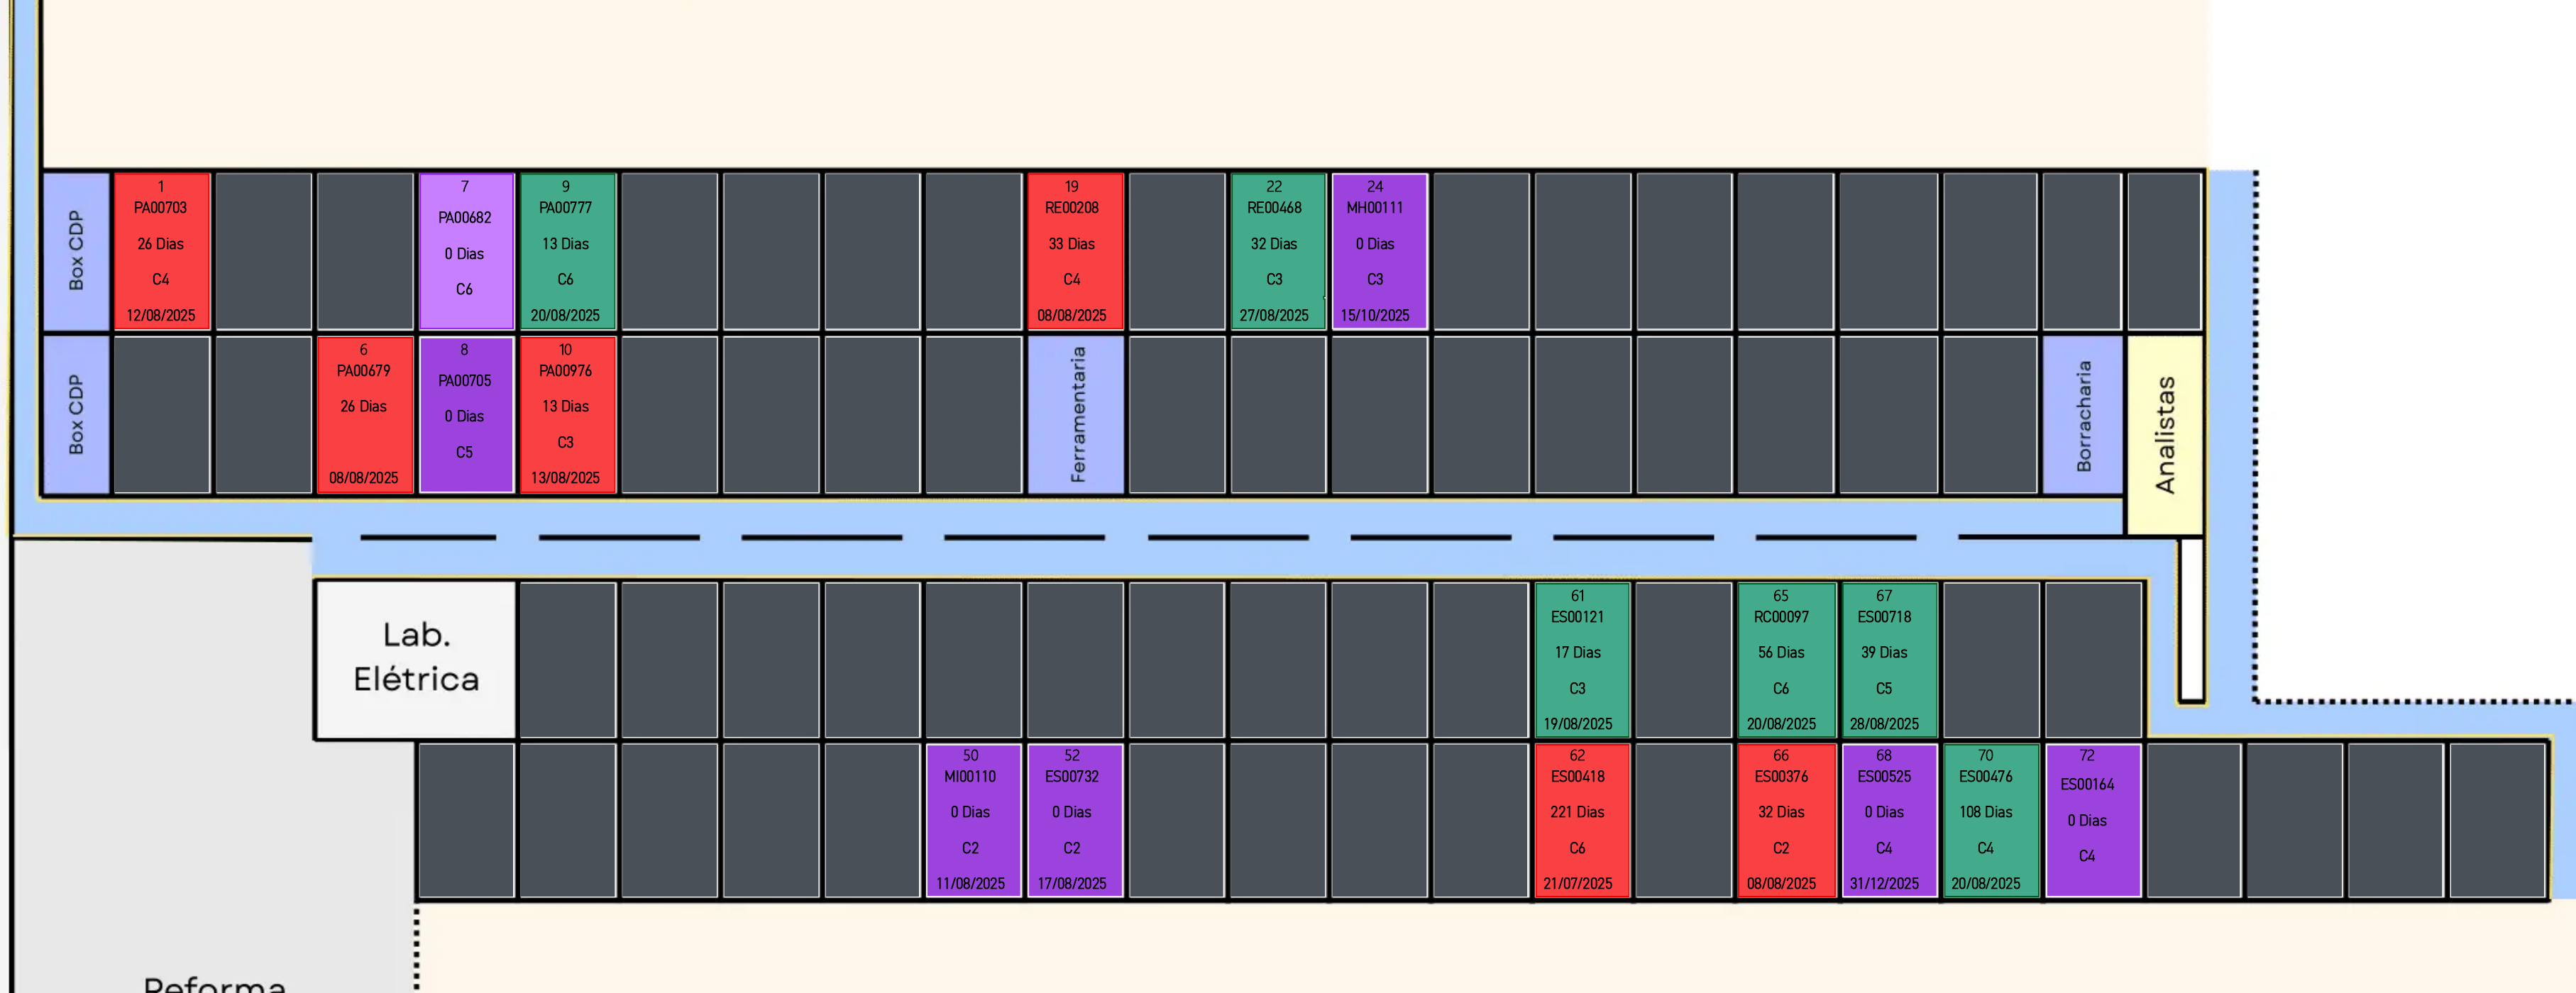 Box CDP
1
PA00703
26 Dias
C4
12/08/2025
7
PA00682
0 Dias
C6
9
PA00777
13 Dias
C6
20/08/2025
19
RE00208
33 Dias
C4
08/08/2025
22
RE00468
32 Dias
C3
27/08/2025
24
MH00111
0 Dias
C3
15/10/2025
Box CDP
6
PA00679
26 Dias
08/08/2025
8
PA00705
0 Dias
C5
10
PA00976
13 Dias
C3
13/08/2025
Ferramentaria
Borracharia
Analistas
Lab.
Elétrica
61
ES00121
17 Dias
C3
19/08/2025
65
RC00097
56 Dias
C6
20/08/2025
67
ES00718
39 Dias
C5
28/08/2025
50
MI00110
0 Dias
C2
11/08/2025
52
ES00732
0 Dias
C2
17/08/2025
62
ES00418
221 Dias
C6
21/07/2025
66
ES00376
32 Dias
C2
08/08/2025
68
ES00525
0 Dias
C4
31/12/2025
70
ES00476
108 Dias
C4
20/08/2025
72
ES00164
0 Dias
C4
Reforma